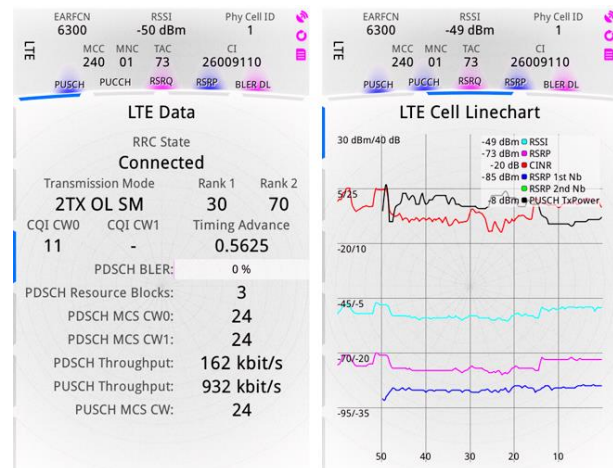 EARFCN RSSI Phy Cell ID
6300 -50 dBm 1
LTE
MCC MNC TAC CI
240 01 73 26009110
PUSCH PUCCH RSRQ RSRP BLER DL
LTE Data
RRC State
Connected
Transmission Mode Rank 1 Rank 2
2TX OL SM 30 70
CQI CW0 CQI CW1 Timing Advance
11 - 0.5625
PDSCH BLER: 0 %
PDSCH Resource Blocks: 3
PDSCH MCS CW0: 24
PDSCH MCS CW1: 24
PDSCH Throughput: 162 kbit/s
PUSCH Throughput: 932 kbit/s
PUSCH MCS CW: 24
EARFCN RSSI Phy Cell ID
6300 -49 dBm 1
LTE
MCC MNC TAC CI
240 01 73 26009110
PUSCH PUCCH RSRQ RSRP BLER DL
LTE Cell Linechart
30 dBm/40 dB
-49 dBm RSSI
-73 dBm RSRP
-20 dB CINR
-85 dBm RSRP 1st Nb
RSRP 2nd Nb
-8 dBm PUSCH TxPower
5/25
-20/10
-45/-5
-70/-20
-95/-35
50 40 30 20 10